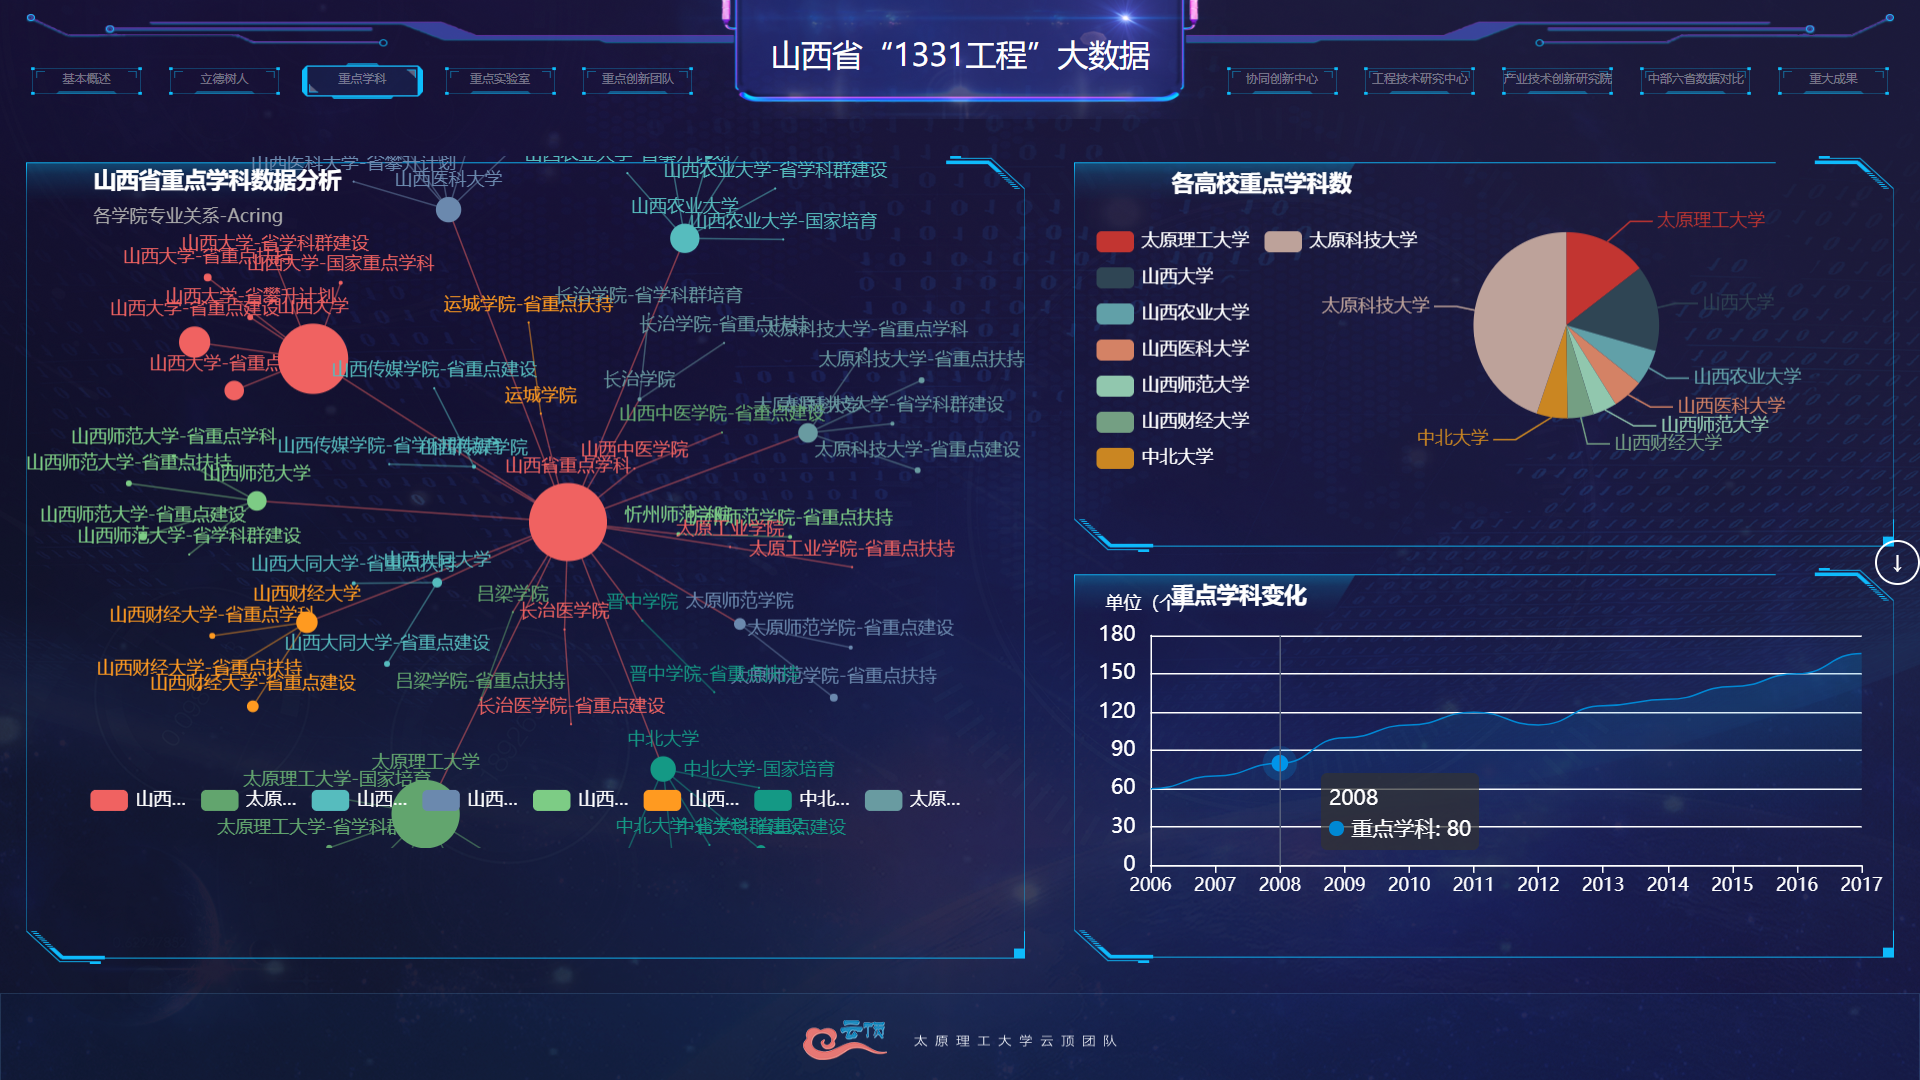 山西省“1331工程”大数据
基本概述
立德树人
重点学科
重点实验室
重点创新团队
协同创新中心
工程技术研究中心
产业技术创新研究院
中部六省数据对比
重大成果
山西省重点学科数据分析
各学院专业关系-Acring
山西医科大学-省攀升计划
山西医科大学
山西农业大学-省攀升计划
山西农业大学-省学科群建设
山西农业大学
山西农业大学-国家培育
山西大学-省学科群建设
山西大学-省重点扶持
山西大学-国家重点学科
山西大学-省攀升计划
山西大学-省重点建设
山西大学
山西大学-省重点
运城学院-省重点扶持
运城学院
长治学院-省学科群培育
长治学院-省重点扶持
长治学院
太原科技大学-省重点学科
太原科技大学-省重点扶持
太原科技大学
太原科技大学-省学科群建设
太原科技大学-省重点建设
山西传媒学院-省重点建设
山西传媒学院-省学科群培育
山西传媒学院
山西中医学院-省重点建设
山西中医学院
山西省重点学科
山西师范大学-省重点学科
山西师范大学-省重点扶持
山西师范大学
山西师范大学-省重点建设
山西师范大学-省学科群建设
忻州师范学院
忻州师范学院-省重点扶持
太原工业学院
太原工业学院-省重点扶持
山西大同大学-省重点扶持
山西大同大学
山西大同大学-省重点建设
山西财经大学
山西财经大学-省重点学科
山西财经大学-省重点扶持
山西财经大学-省重点建设
吕梁学院
吕梁学院-省重点扶持
长治医学院
长治医学院-省重点建设
晋中学院
晋中学院-省重点扶持
太原师范学院
太原师范学院-省重点建设
太原师范学院-省重点扶持
中北大学
中北大学-国家培育
中北大学-省学科群建设
中北大学-省重点建设
太原理工大学
太原理工大学-国家培育
太原理工大学-省学科群
山西...
太原...
山西...
山西...
山西...
山西...
中北...
太原...
各高校重点学科数
太原理工大学
太原科技大学
山西大学
山西农业大学
山西医科大学
山西师范大学
山西财经大学
中北大学
太原理工大学
山西大学
太原科技大学
山西农业大学
山西医科大学
山西师范大学
山西财经大学
中北大学
↓
重点学科变化
单位（个）
180
150
120
90
60
30
0
2008
重点学科: 80
2006 2007 2008 2009 2010 2011 2012 2013 2014 2015 2016 2017
云顶
太原理工大学云顶团队